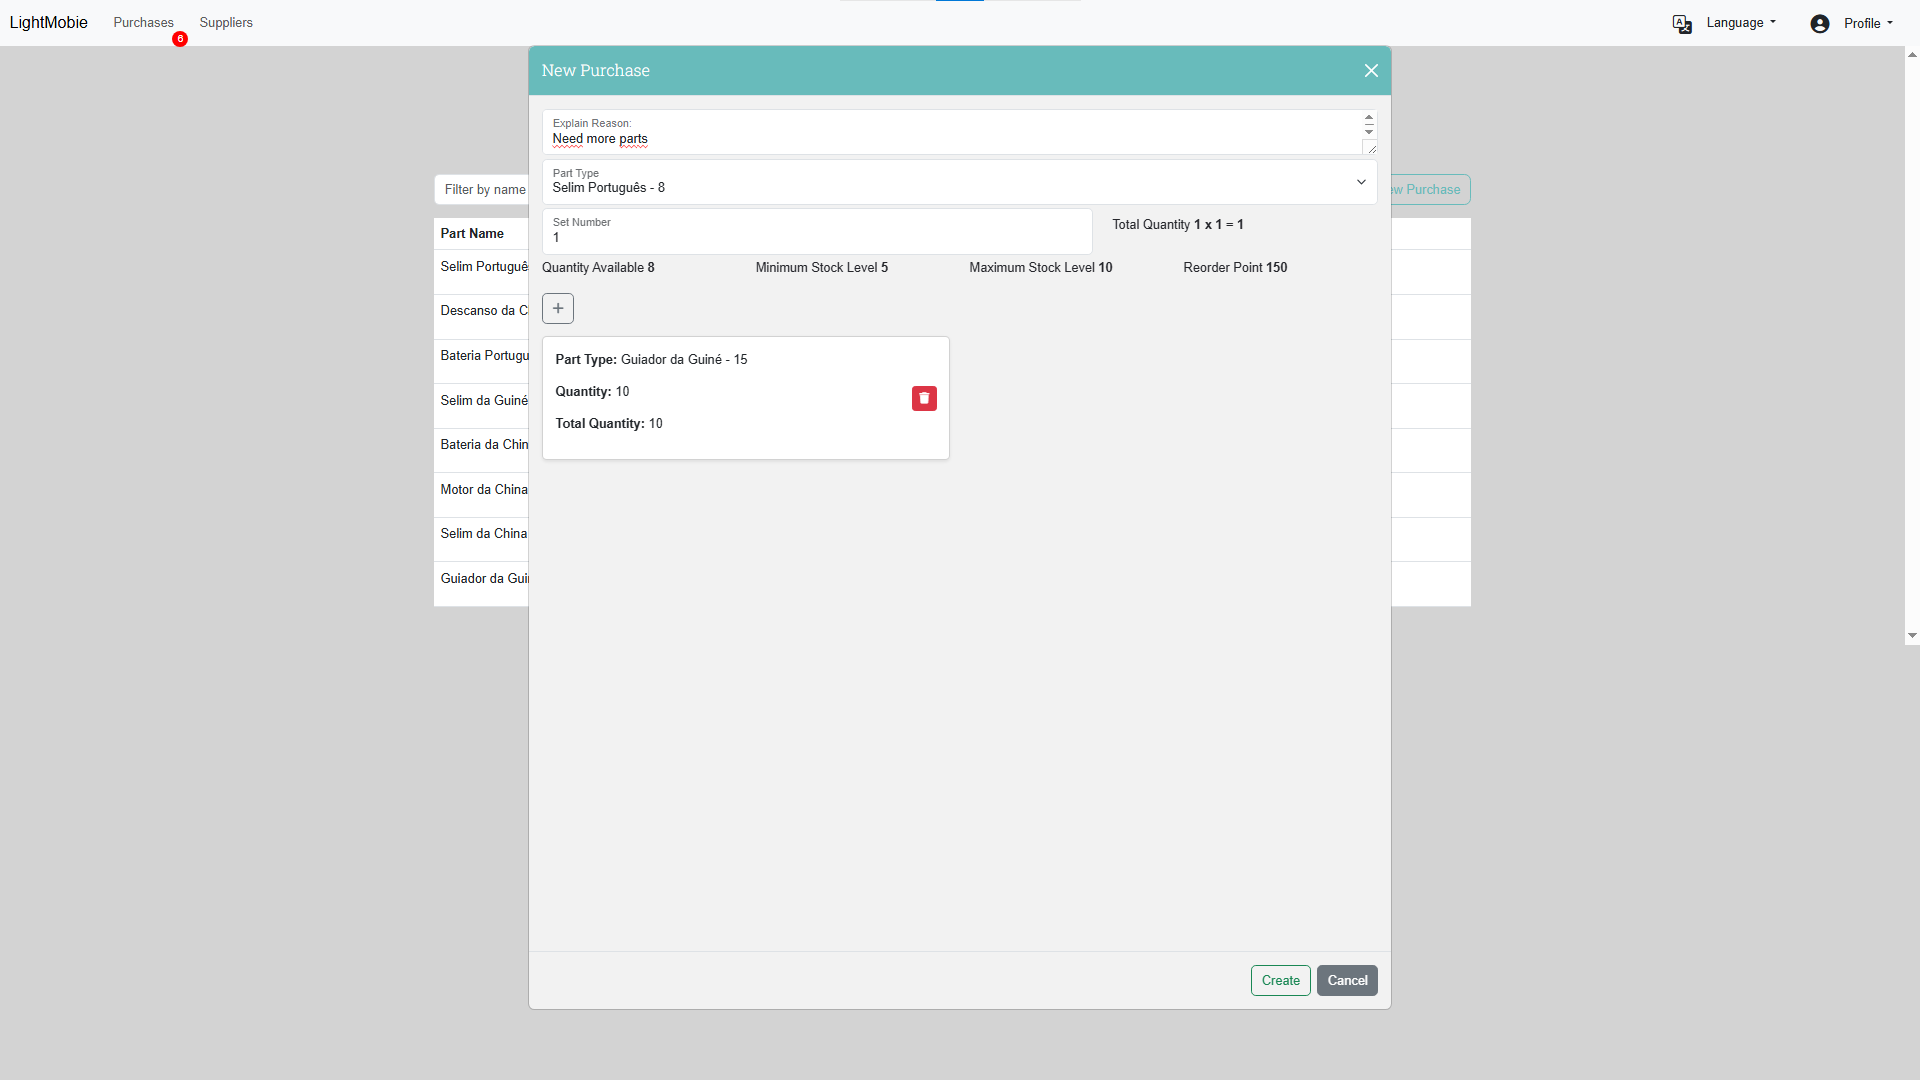 LightMobie Purchases Suppliers Language Profile
6
New Purchase
Explain Reason:
Need more parts
Part Type
Selim Português - 8
Filter by name
ew Purchase
Set Number
1
Total Quantity 1 x 1 = 1
Part Name
Quantity Available 8 Minimum Stock Level 5 Maximum Stock Level 10 Reorder Point 150
Selim Portuguê
Descanso da C
Bateria Portugu
Selim da Guiné
Bateria da Chin
Motor da China
Selim da China
Guiador da Gui
+
Part Type: Guiador da Guiné - 15
Quantity: 10
Total Quantity: 10
Create Cancel